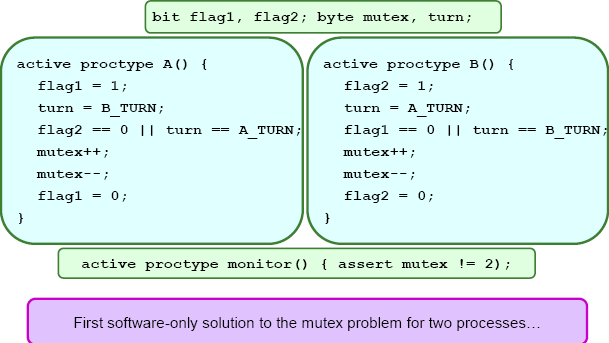 bit flag1, flag2; byte mutex, turn;
active proctype A() {
flag1 = 1;
turn = B_TURN;
flag2 == 0 || turn == A_TURN;
mutex++;
mutex--;
flag1 = 0;
}
active proctype B() {
flag2 = 1;
turn = A_TURN;
flag1 == 0 || turn == B_TURN;
mutex++;
mutex--;
flag2 = 0;
}
active proctype monitor() { assert mutex != 2);
First software-only solution to the mutex problem for two processes…